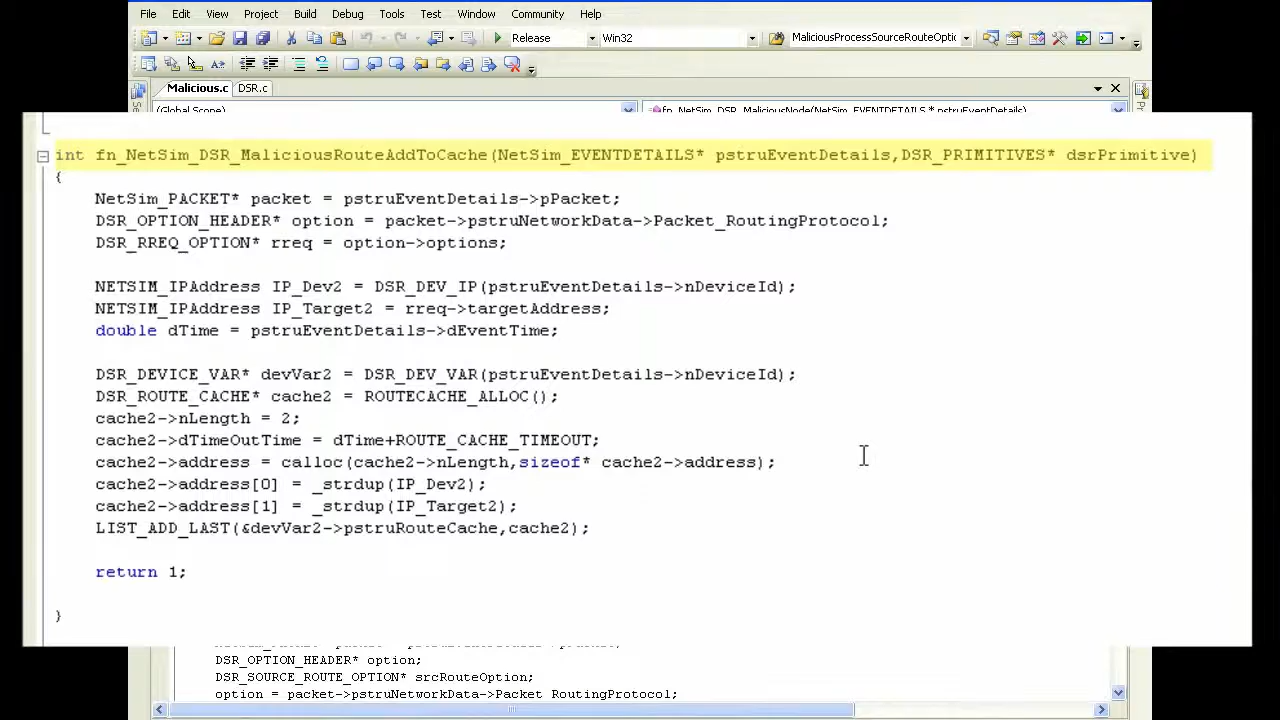 File Edit View Project Build Debug Tools Test Window Community Help
Release Win32 MaliciousProcessSourceRouteOptic
Malicious.c DSR.c
(Global Scope) fn_NetSim_DSR_MaliciousNode(NetSim_EVENTDETAILS * pstruEventDetails)
int fn_NetSim_DSR_MaliciousRouteAddToCache(NetSim_EVENTDETAILS* pstruEventDetails,DSR_PRIMITIVES* dsrPrimitive)
{
NetSim_PACKET* packet = pstruEventDetails->pPacket;
DSR_OPTION_HEADER* option = packet->pstruNetworkData->Packet_RoutingProtocol;
DSR_RREQ_OPTION* rreq = option->options;
NETSIM_IPAddress IP_Dev2 = DSR_DEV_IP(pstruEventDetails->nDeviceId);
NETSIM_IPAddress IP_Target2 = rreq->targetAddress;
double dTime = pstruEventDetails->dEventTime;
DSR_DEVICE_VAR* devVar2 = DSR_DEV_VAR(pstruEventDetails->nDeviceId);
DSR_ROUTE_CACHE* cache2 = ROUTECACHE_ALLOC();
cache2->nLength = 2;
cache2->dTimeOutTime = dTime+ROUTE_CACHE_TIMEOUT;
cache2->address = calloc(cache2->nLength,sizeof* cache2->address);
cache2->address[0] = _strdup(IP_Dev2);
cache2->address[1] = _strdup(IP_Target2);
LIST_ADD_LAST(&devVar2->pstruRouteCache,cache2);
return 1;
}
DSR_OPTION_HEADER* option;
DSR_SOURCE_ROUTE_OPTION* srcRouteOption;
option = packet->pstruNetworkData->Packet_RoutingProtocol;